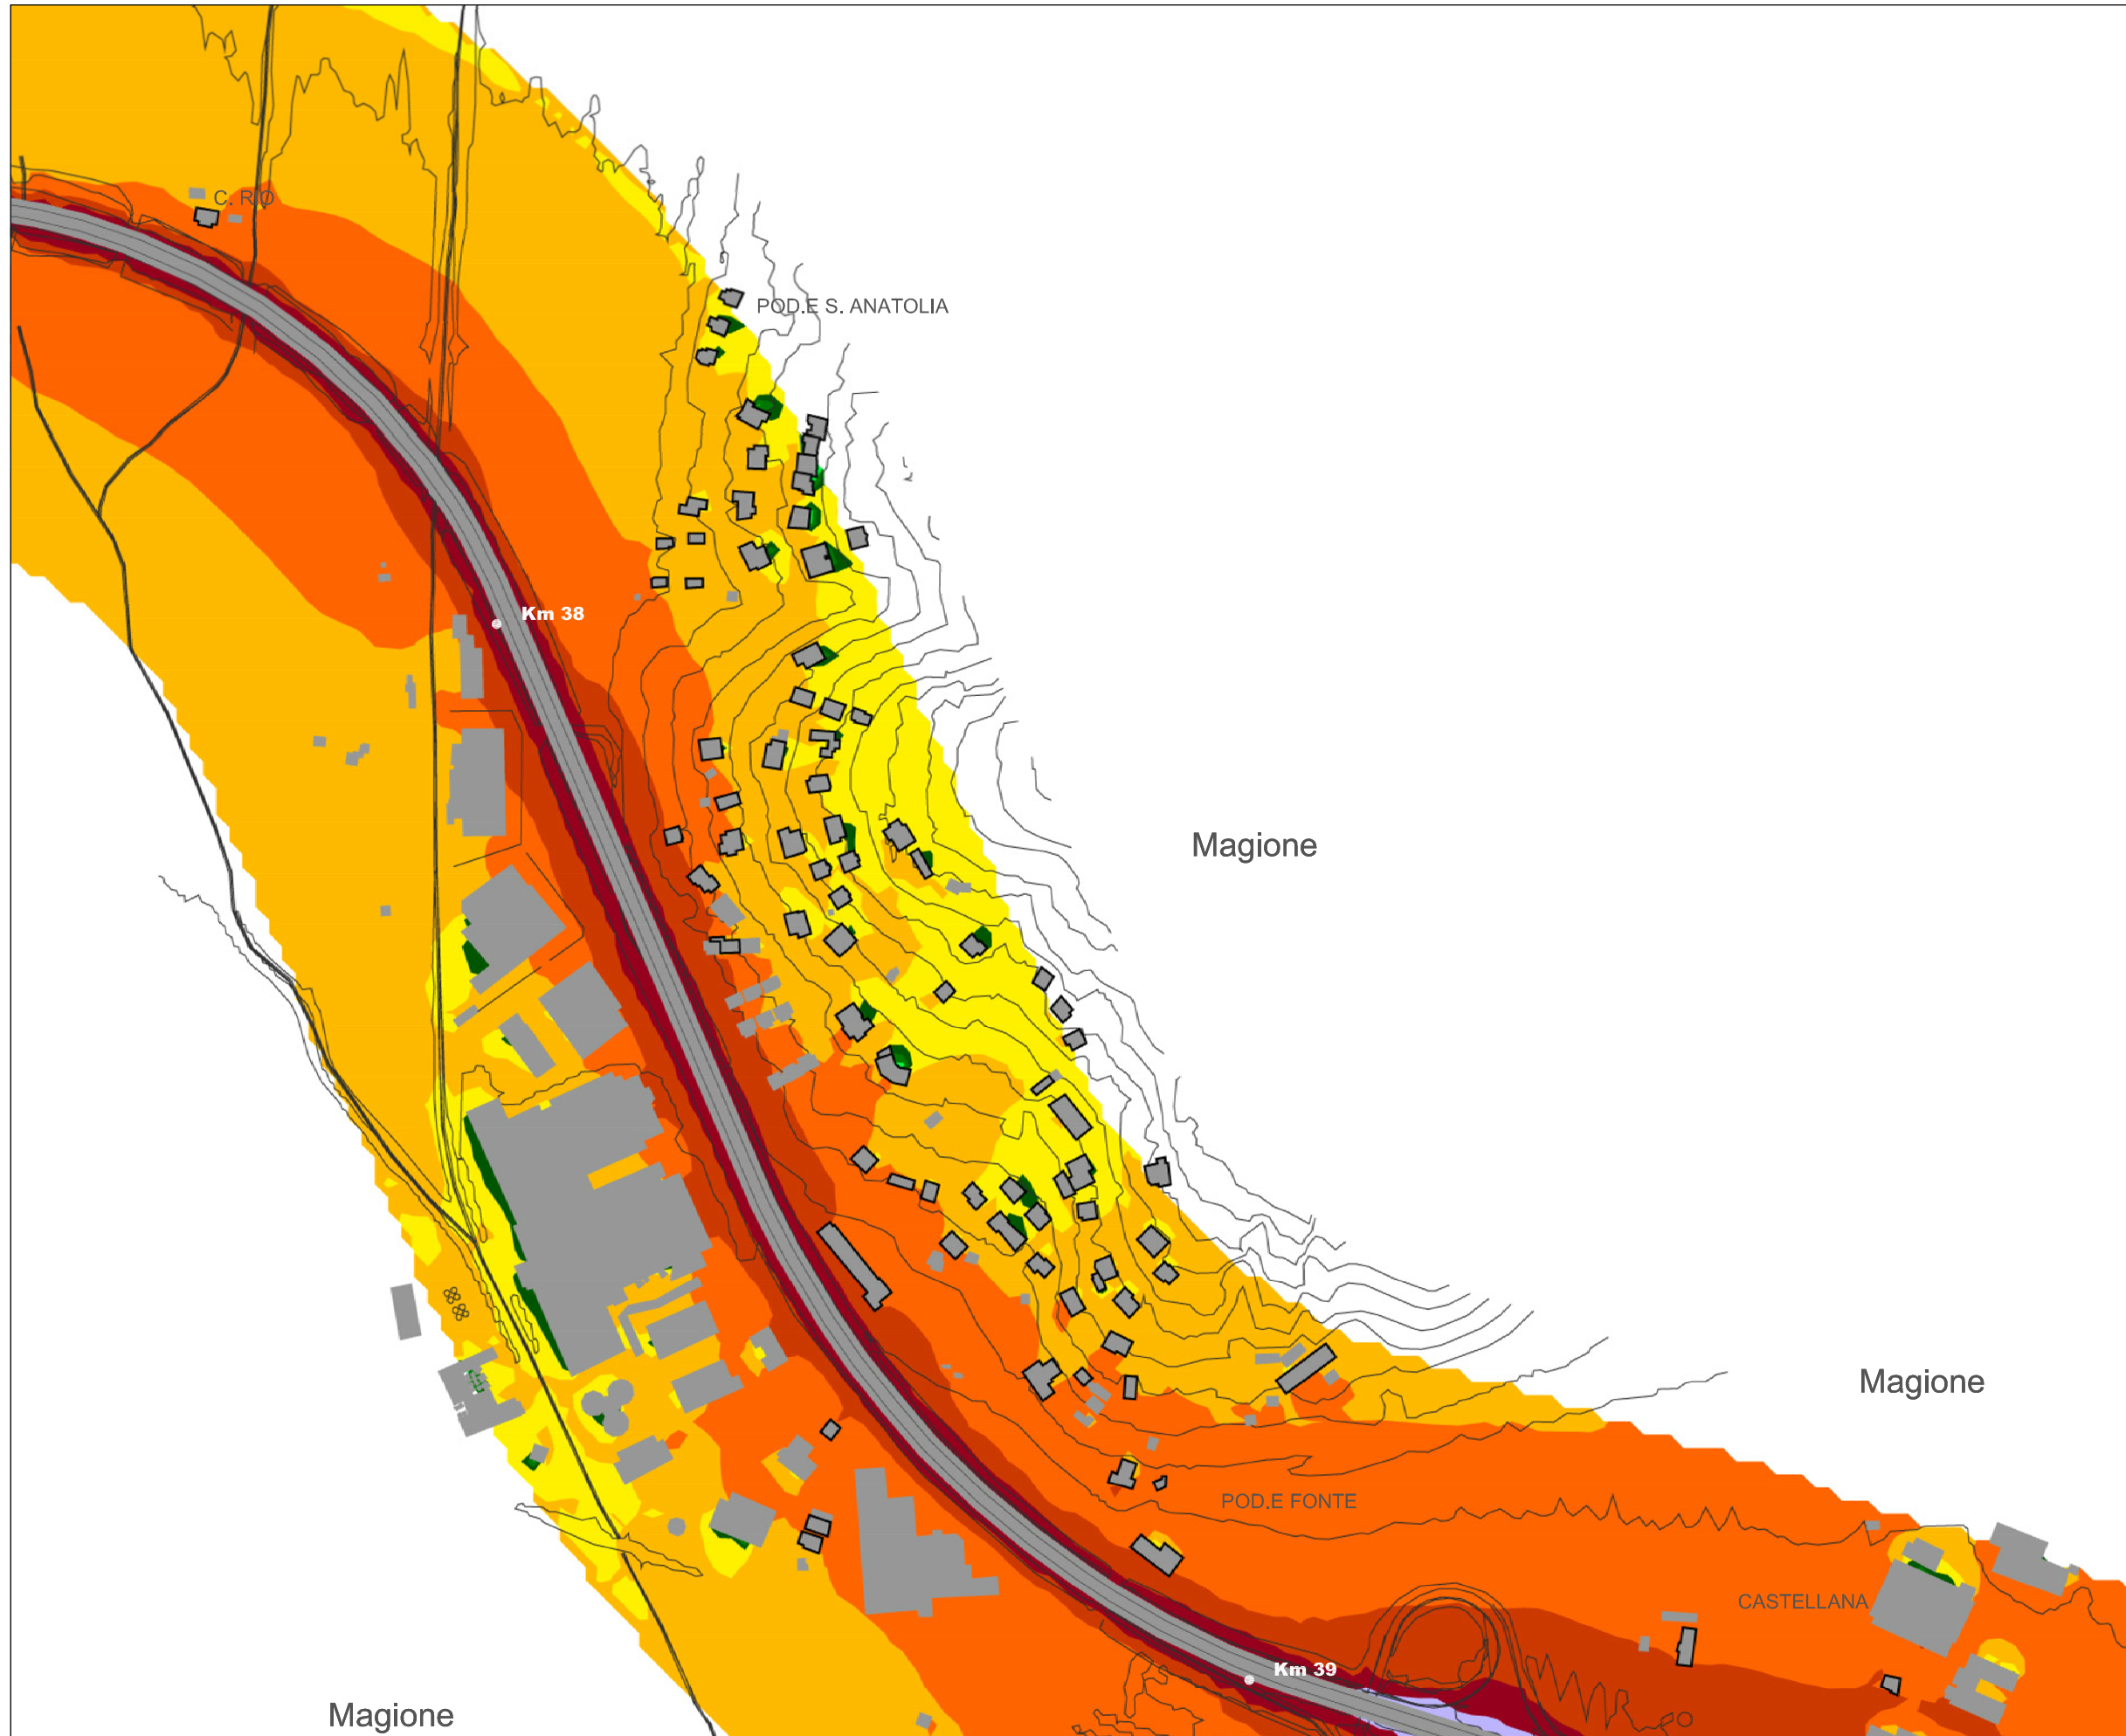 C. RIO
POD.E S. ANATOLIA
Km 38
Magione
Magione
POD.E FONTE
CASTELLANA
Km 39
Magione